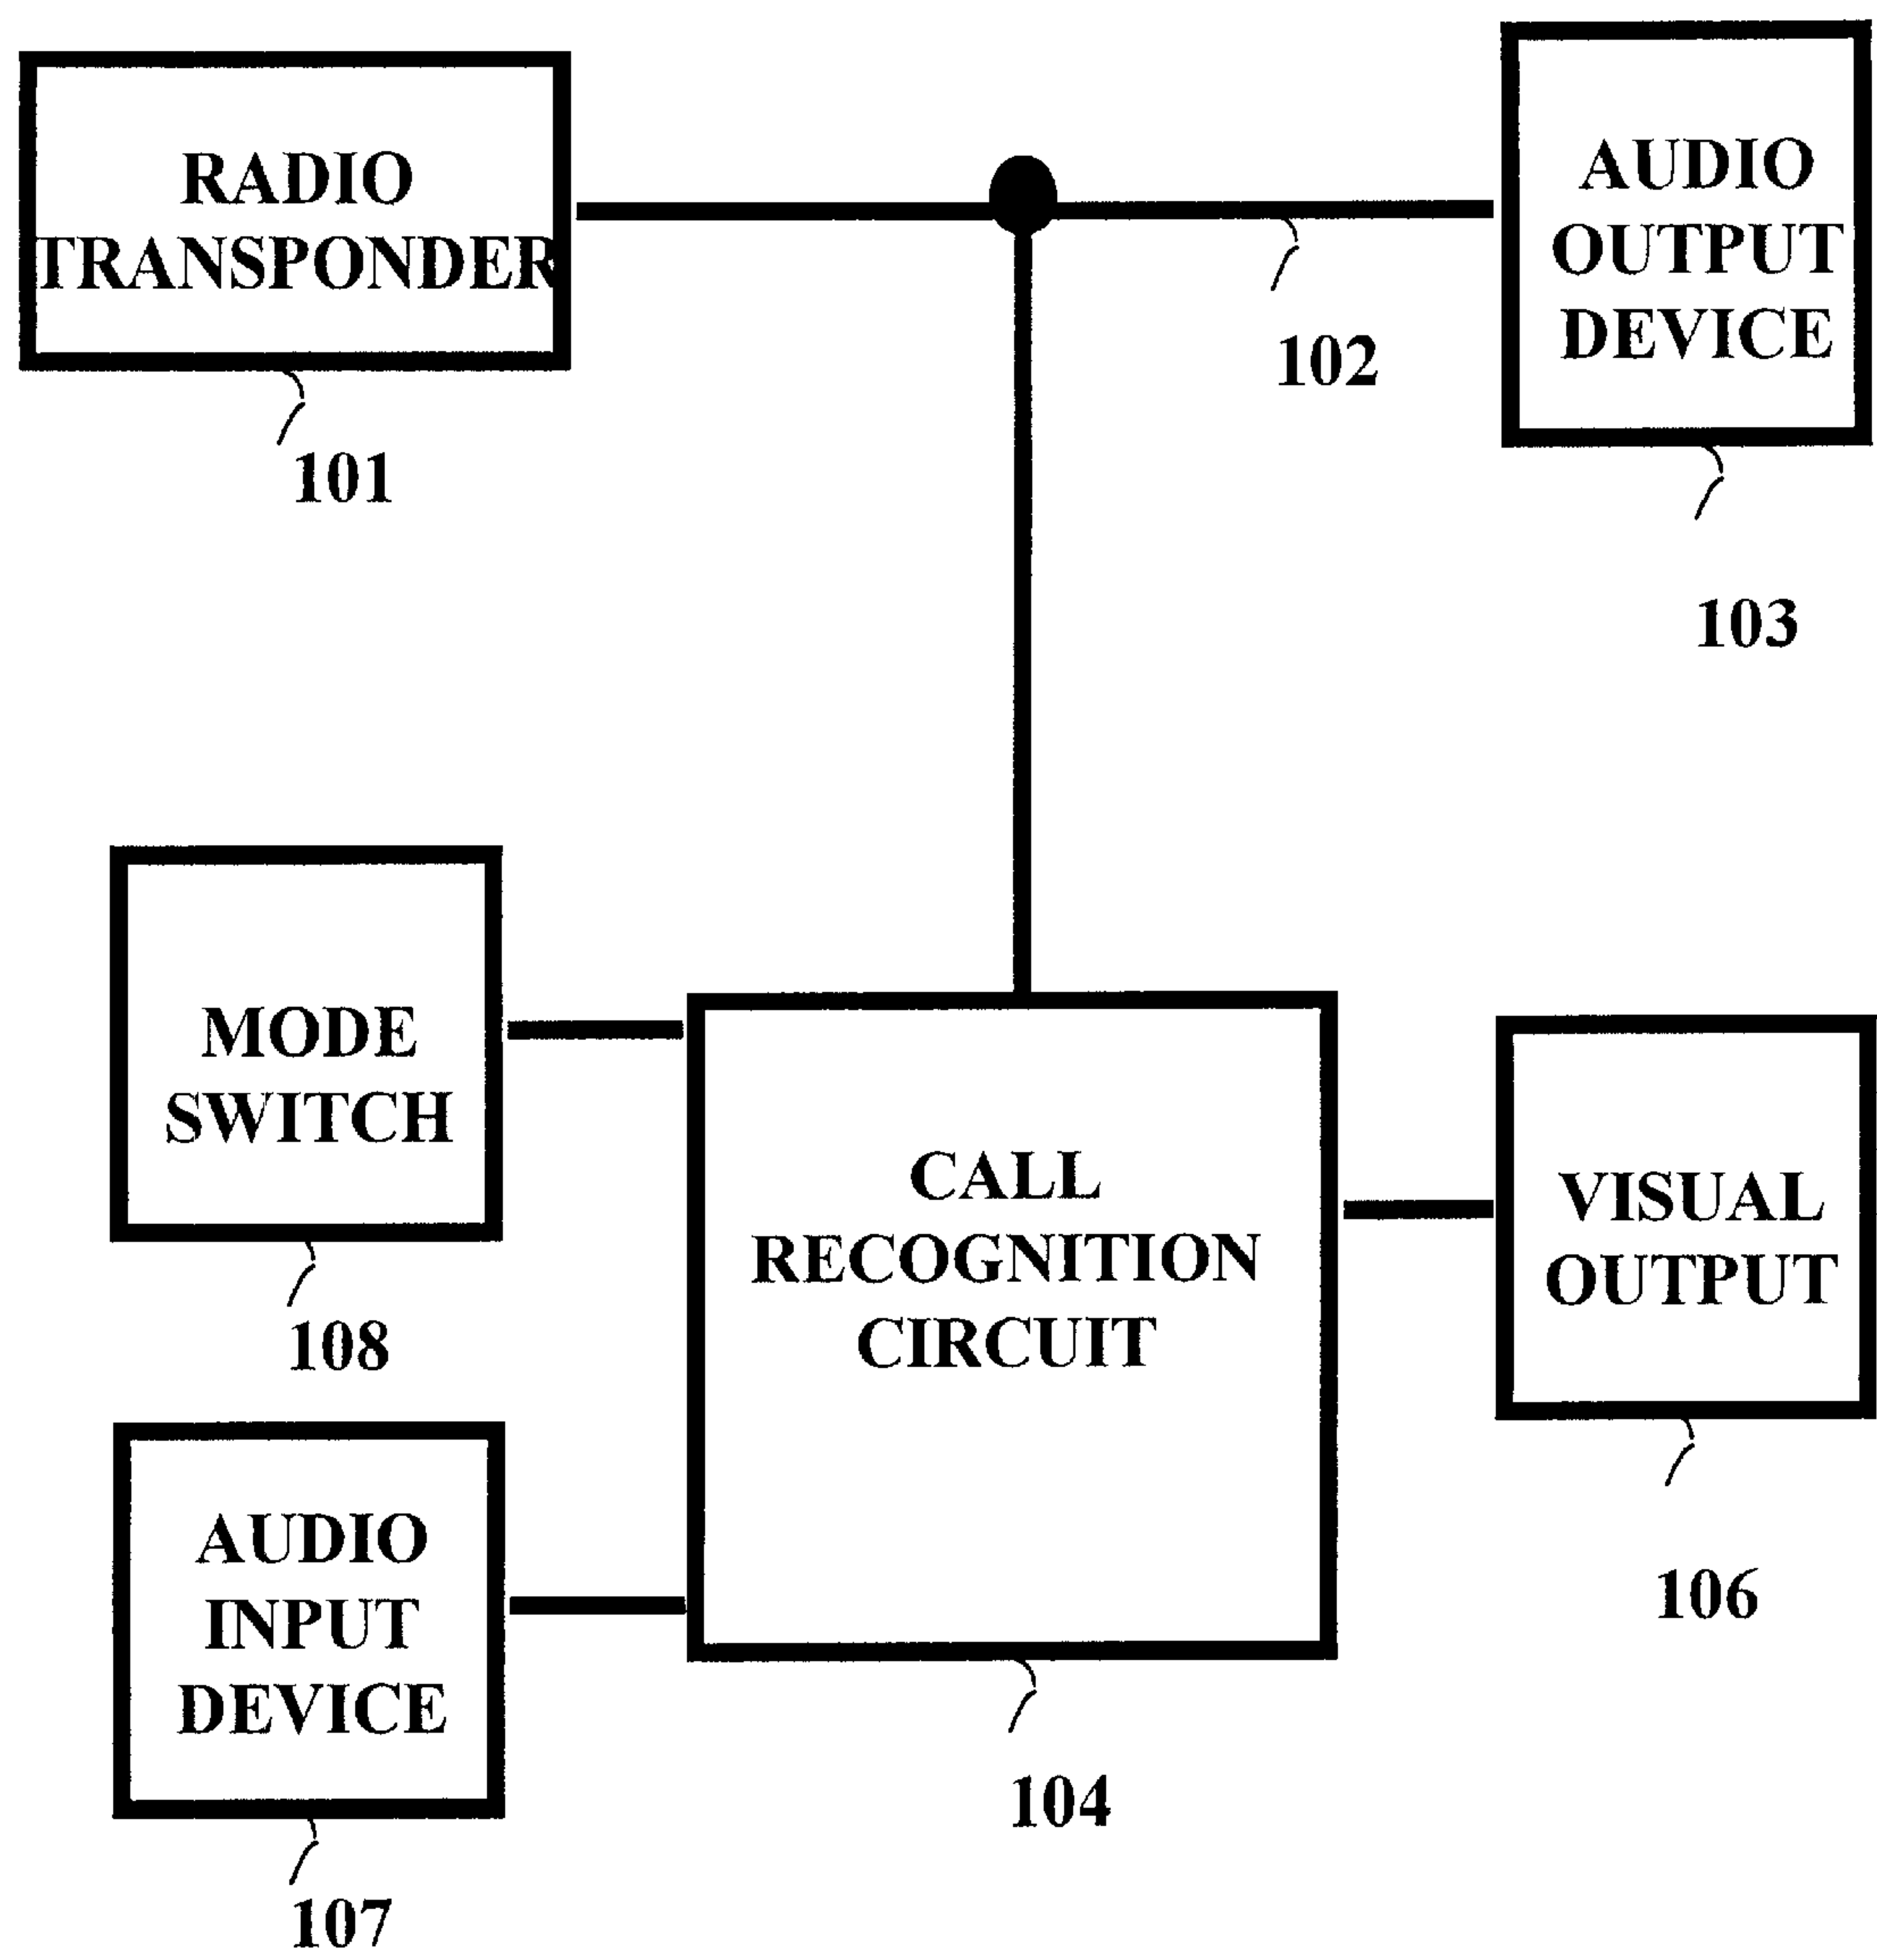 RADIO
TRANSPONDER
101
102
AUDIO
OUTPUT
DEVICE
103
MODE
SWITCH
108
CALL
RECOGNITION
CIRCUIT
104
VISUAL
OUTPUT
106
AUDIO
INPUT
DEVICE
107